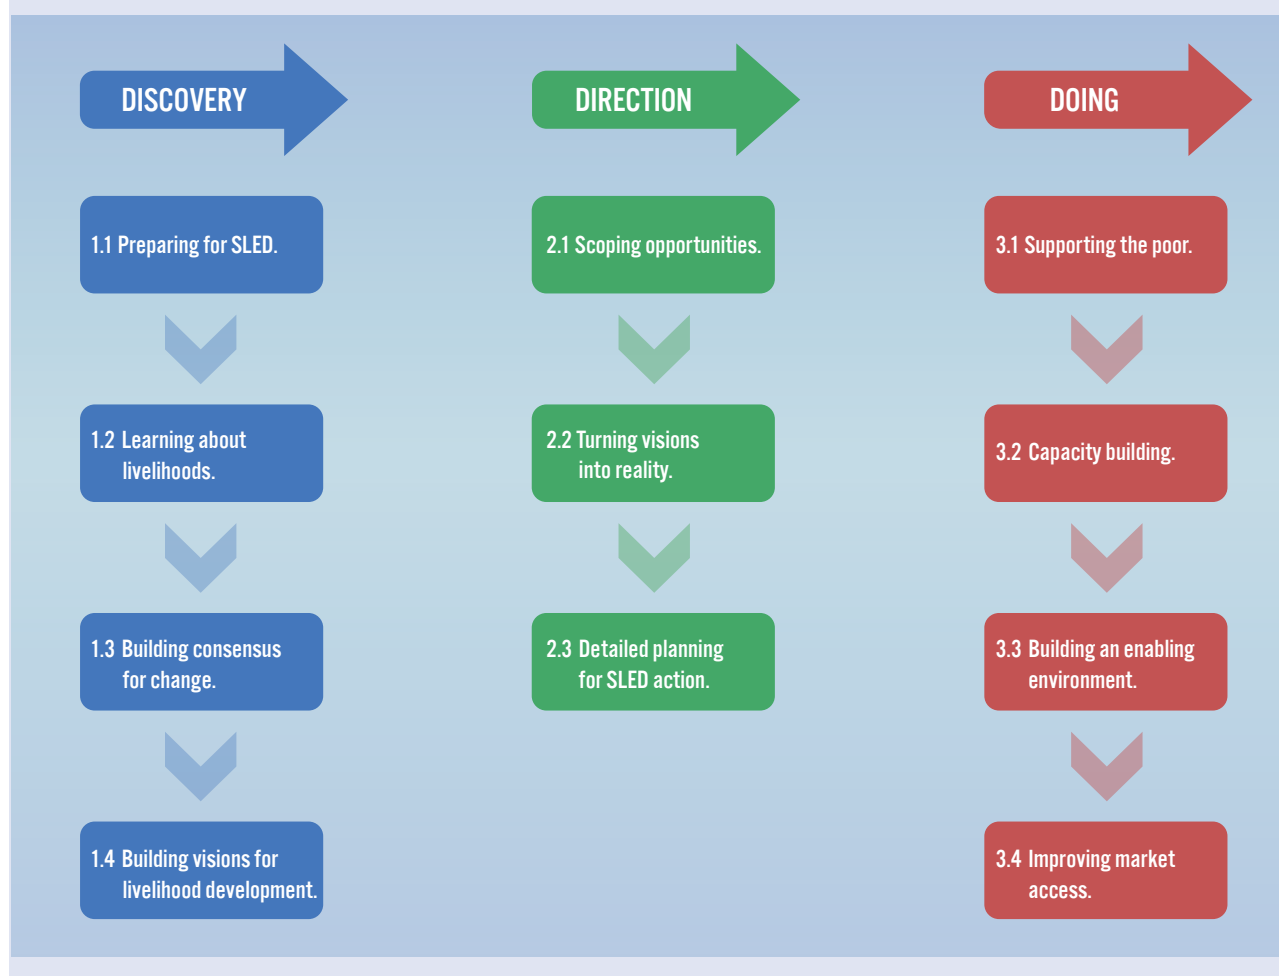 DISCOVERY
1.1 Preparing for SLED.
1.2 Learning about
livelihoods.
1.3 Building consensus
for change.
1.4 Building visions for
livelihood development.
DIRECTION
2.1 Scoping opportunities.
2.2 Turning visions
into reality.
2.3 Detailed planning
for SLED action.
DOING
3.1 Supporting the poor.
3.2 Capacity building.
3.3 Building an enabling
environment.
3.4 Improving market
access.